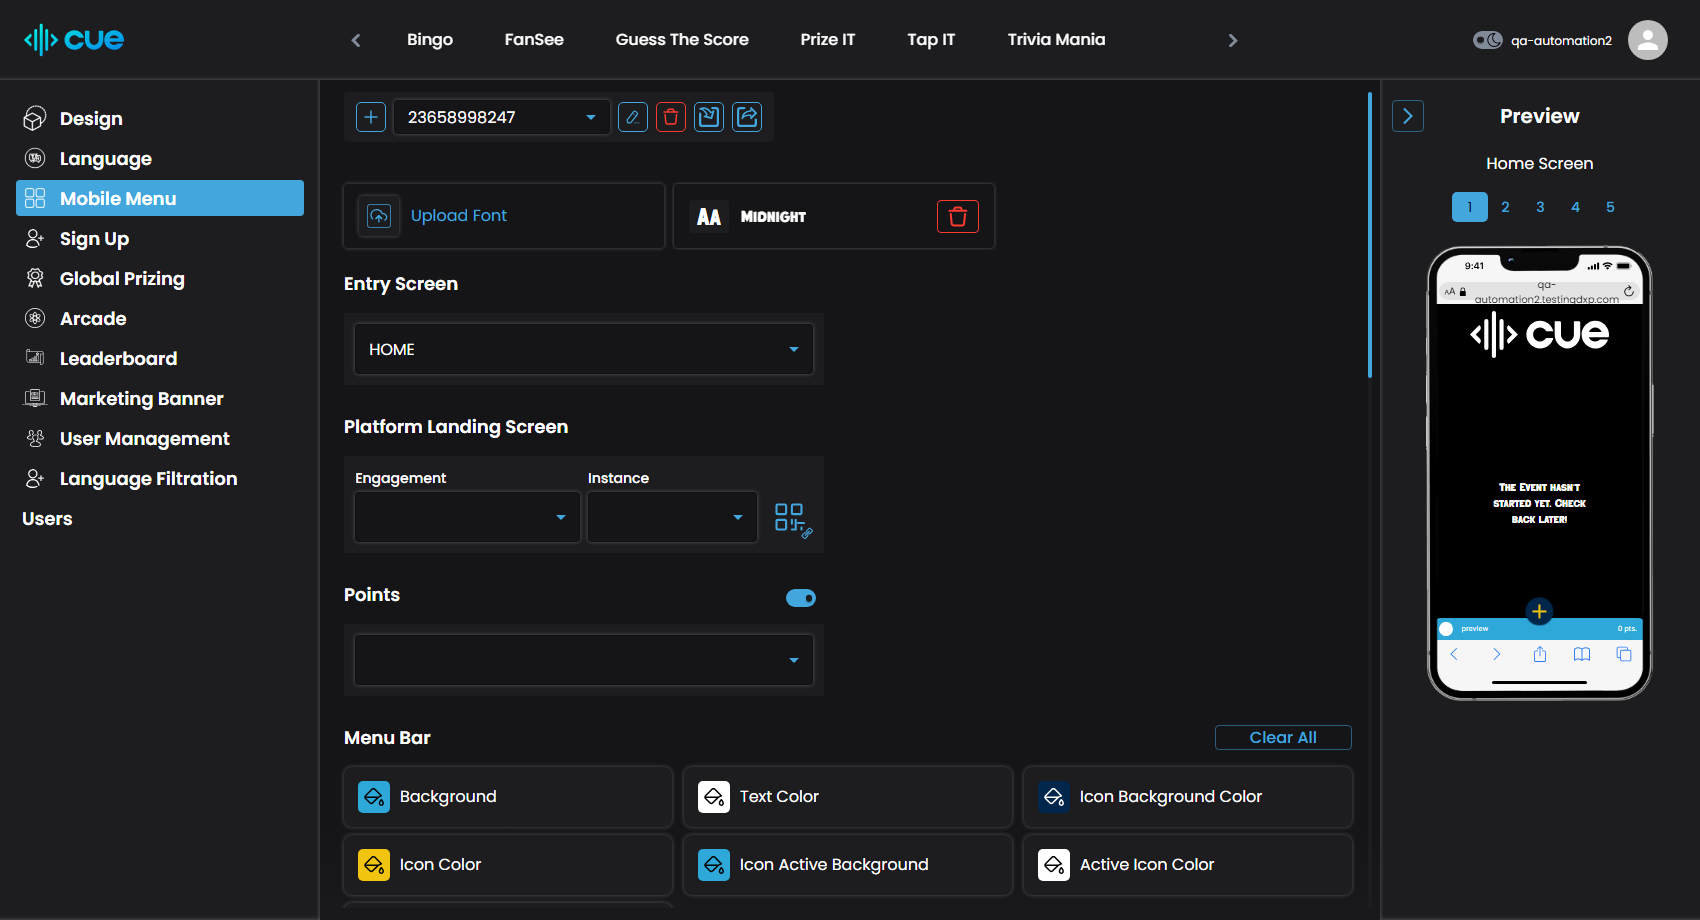 cue
Bingo
FanSee
Guess The Score
Prize IT
Tap IT
Trivia Mania
qa-automation2
Design
Language
Mobile Menu
Sign Up
Global Prizing
Arcade
Leaderboard
Marketing Banner
User Management
Language Filtration
Users
23658998247
Upload Font
AA Midnight
Entry Screen
HOME
Platform Landing Screen
Engagement
Instance
Points
Menu Bar
Clear All
Background
Text Color
Icon Background Color
Icon Color
Icon Active Background
Active Icon Color
Preview
Home Screen
1 2 3 4 5
9:41
AA
qa-
automation2.testingdxp.com
cue
The Event hasn't
started yet. Check
back later!
preview
0 pts.